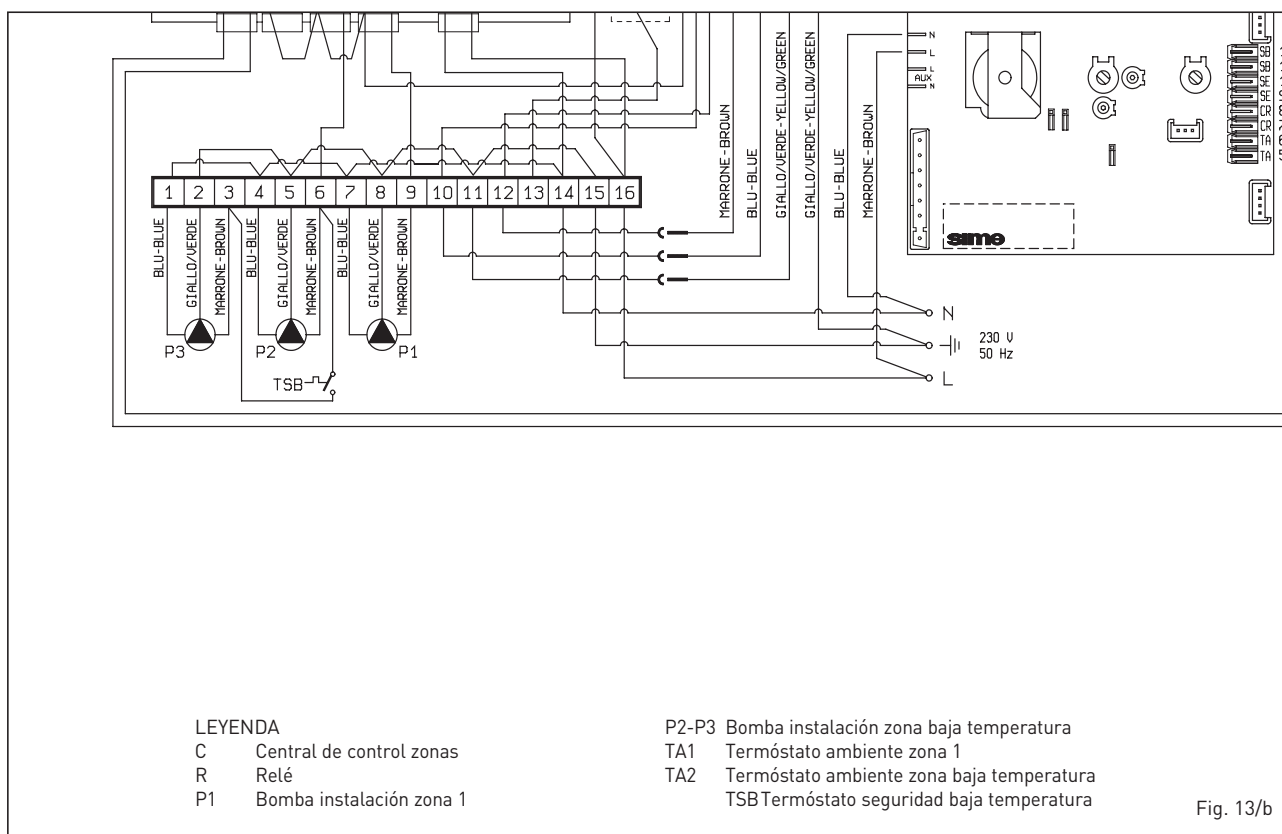 N
L
L
AUX
N
SB
SB
SE
SE
CR
CR
TA
TA
MARRONE-BROWN
BLU-BLUE
GIALLO/VERDE-YELLOW/GREEN
GIALLO/VERDE-YELLOW/GREEN
BLU-BLUE
MARRONE-BROWN
1 2 3 4 5 6 7 8 9 10 11 12 13 14 15 16
sime
BLU-BLUE
GIALLO/VERDE
MARRONE-BROWN
BLU-BLUE
GIALLO/VERDE
MARRONE-BROWN
BLU-BLUE
GIALLO/VERDE
MARRONE-BROWN
P3
P2
P1
TSB
N
230 V
50 Hz
L
LEYENDA
C Central de control zonas
R Relé
P1 Bomba instalación zona 1
P2-P3 Bomba instalación zona baja temperatura
TA1 Termóstato ambiente zona 1
TA2 Termóstato ambiente zona baja temperatura
TSB Termóstato seguridad baja temperatura
Fig. 13/b